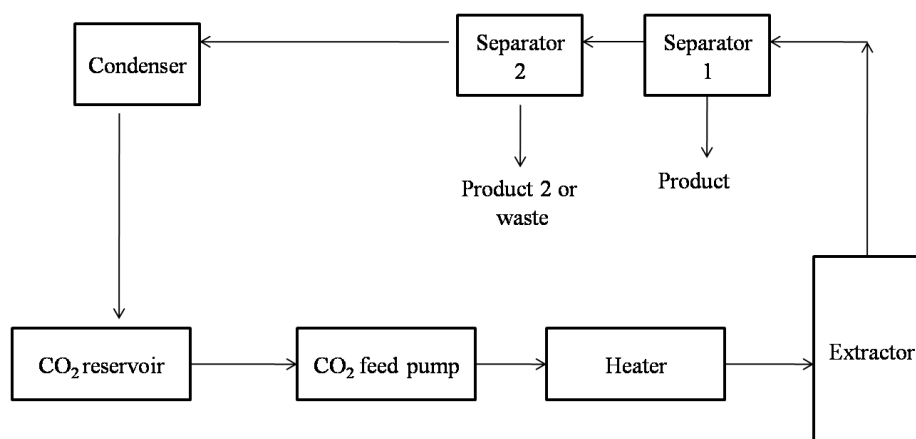 Condenser
Separator
2
Separator
1
Product 2 or
waste
Product
CO₂ reservoir
CO₂ feed pump
Heater
Extractor